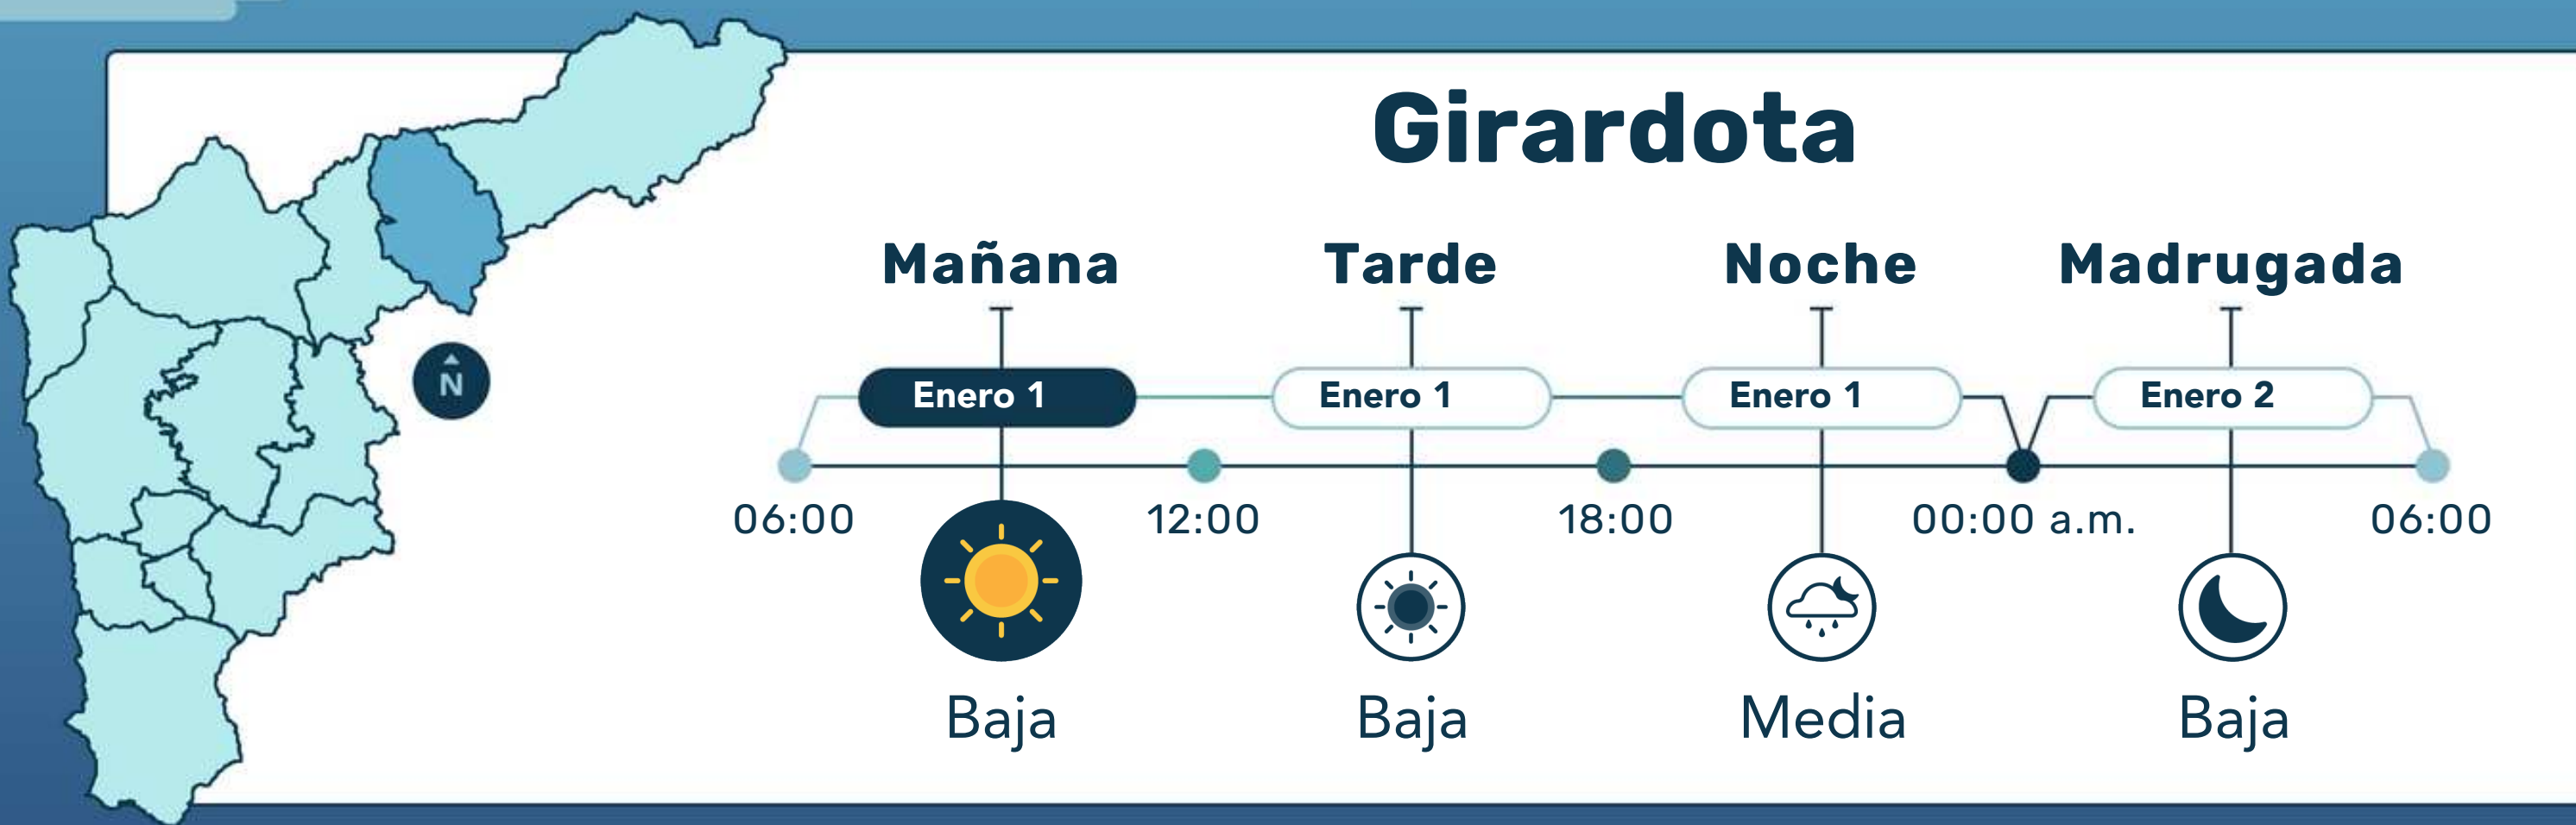 Girardota
Mañana Tarde Noche Madrugada
Enero 1 Enero 1 Enero 1 Enero 2
N
06:00 12:00 18:00 00:00 a.m. 06:00
Baja Baja Media Baja